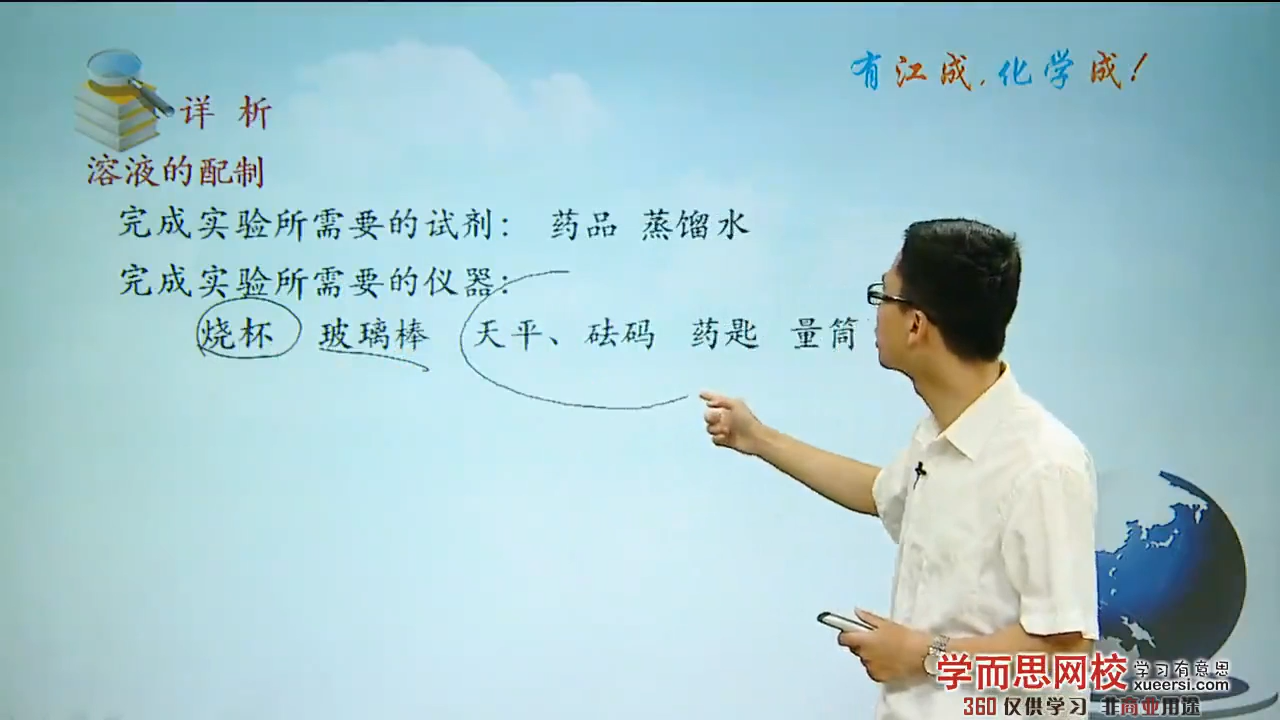 有江成，化学成！
详 析
溶液的配制
完成实验所需要的试剂： 药品 蒸馏水
完成实验所需要的仪器：
烧杯 玻璃棒 天平、砝码 药匙 量筒
学而思网校 学习有意思
xueersi.com
360 仅供学习 非商业用途